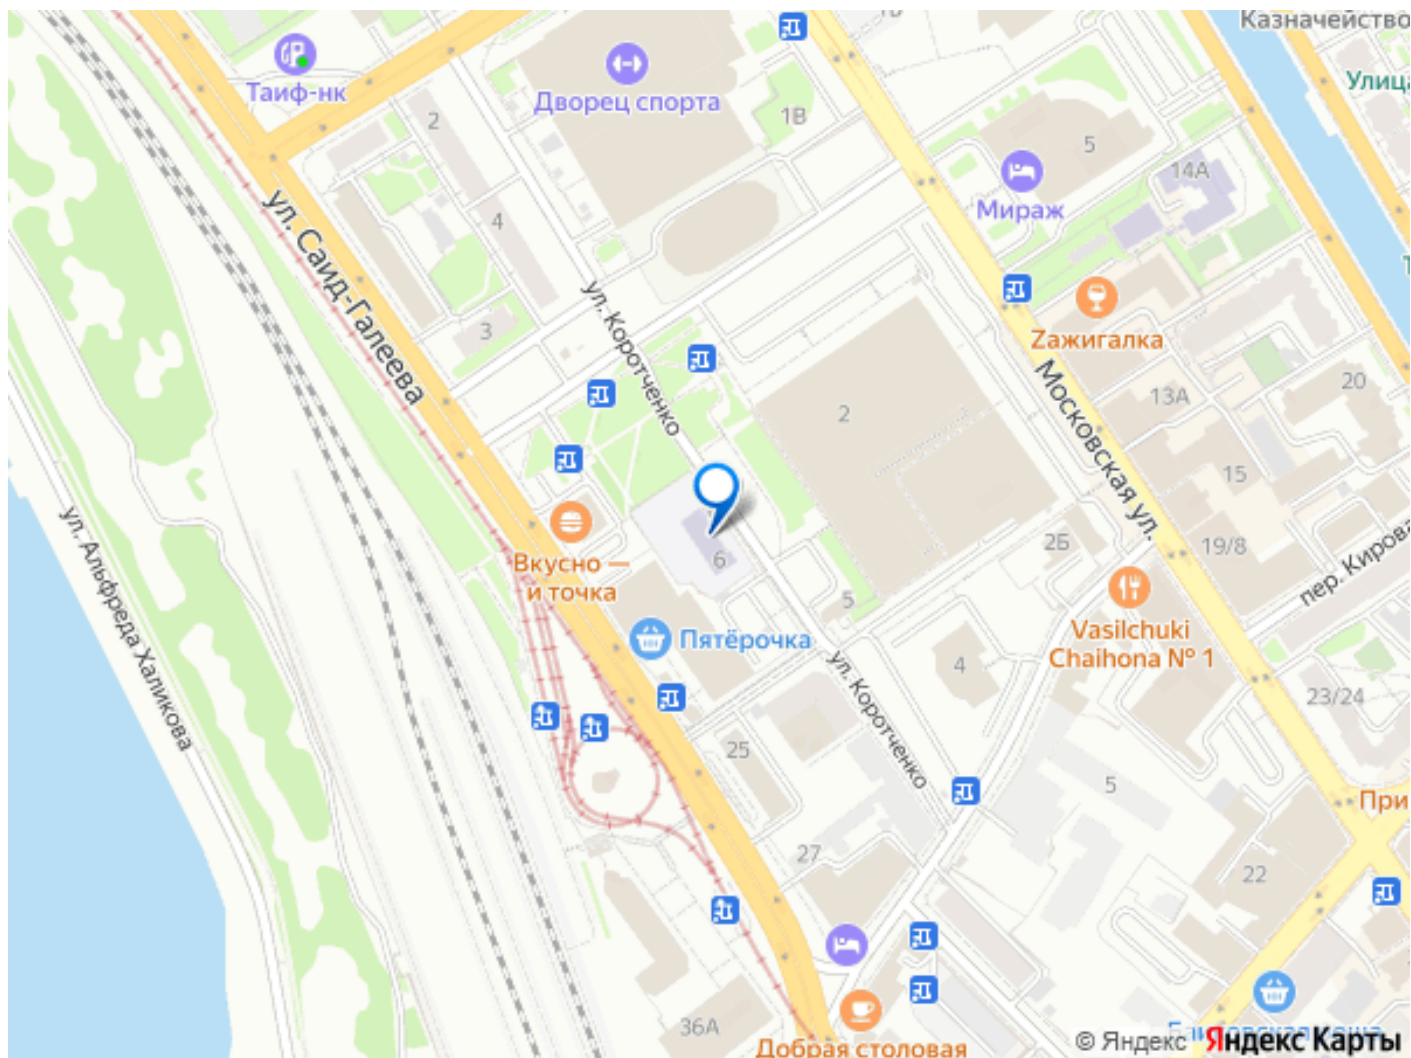 Казначейство
Таиф-нк
Дворец спорта
1В
Улица
2
5
14А
Мираж
ул. Саид-Галеева
4
3
ул. Коротченко
Zажигалка
Московская ул.
20
13А
2
15
ул. Альфреда Халикова
Вкусно —
и точка
6
2Б
19/8
пер. Кирова
5
Пятёрочка
Vasilchuki
Chaihona № 1
ул. Коротченко
4
23/24
25
5
При
27
22
36А
Добрая столовая
© Яндекс Яндекс Карты